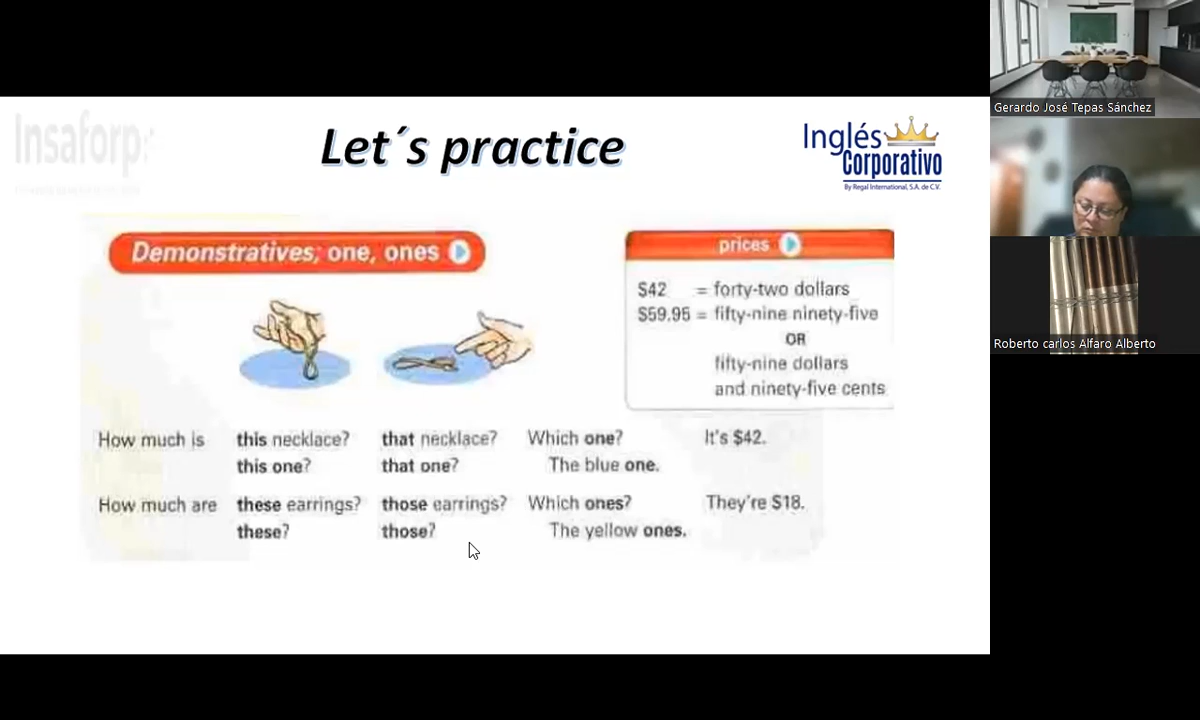 Insaforp
Let´s practice
Inglés
Corporativo
By Regal International, S.A. de C.V.
Demonstratives; one, ones
prices
$42 = forty-two dollars
$59.95 = fifty-nine ninety-five
OR
fifty-nine dollars
and ninety-five cents
How much is this necklace? that necklace? Which one? It's $42.
this one? that one? The blue one.
How much are these earrings? those earrings? Which ones? They're $18.
these? those? The yellow ones.
Gerardo José Tepas Sánchez
Roberto carlos Alfaro Alberto